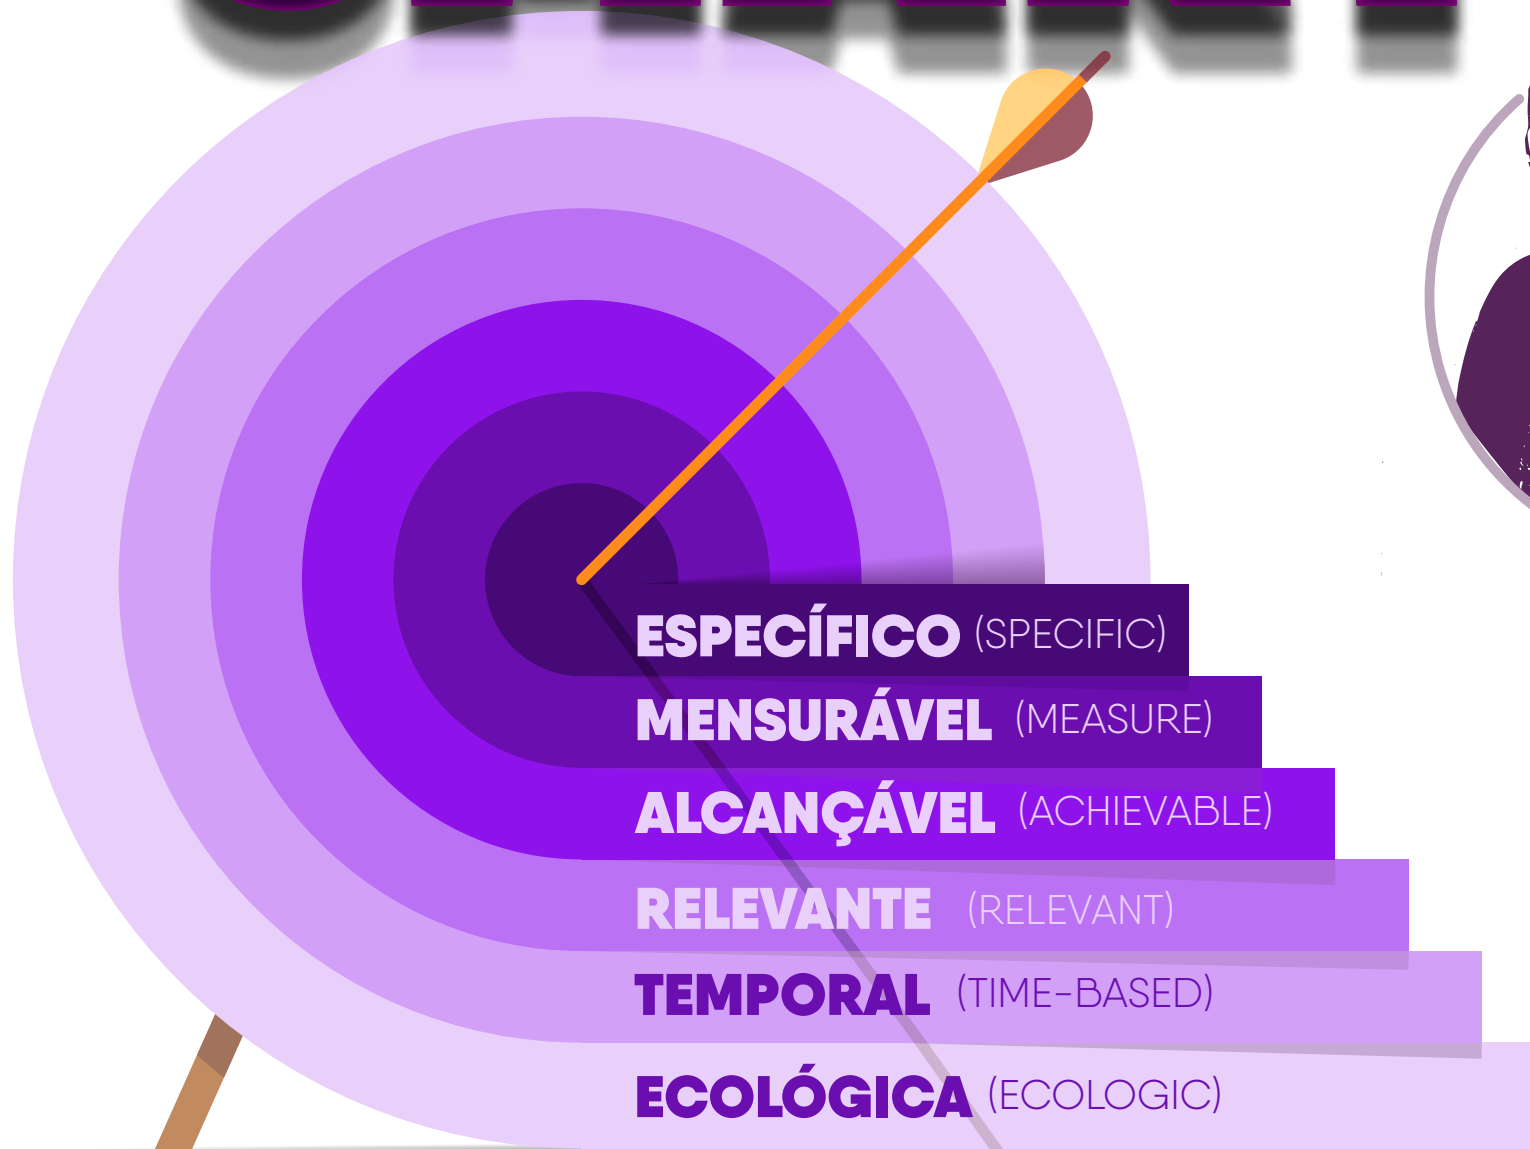 ESPECÍFICO (SPECIFIC)
MENSURÁVEL (MEASURE)
ALCANÇÁVEL (ACHIEVABLE)
RELEVANTE (RELEVANT)
TEMPORAL (TIME-BASED)
ECOLÓGICA (ECOLOGIC)